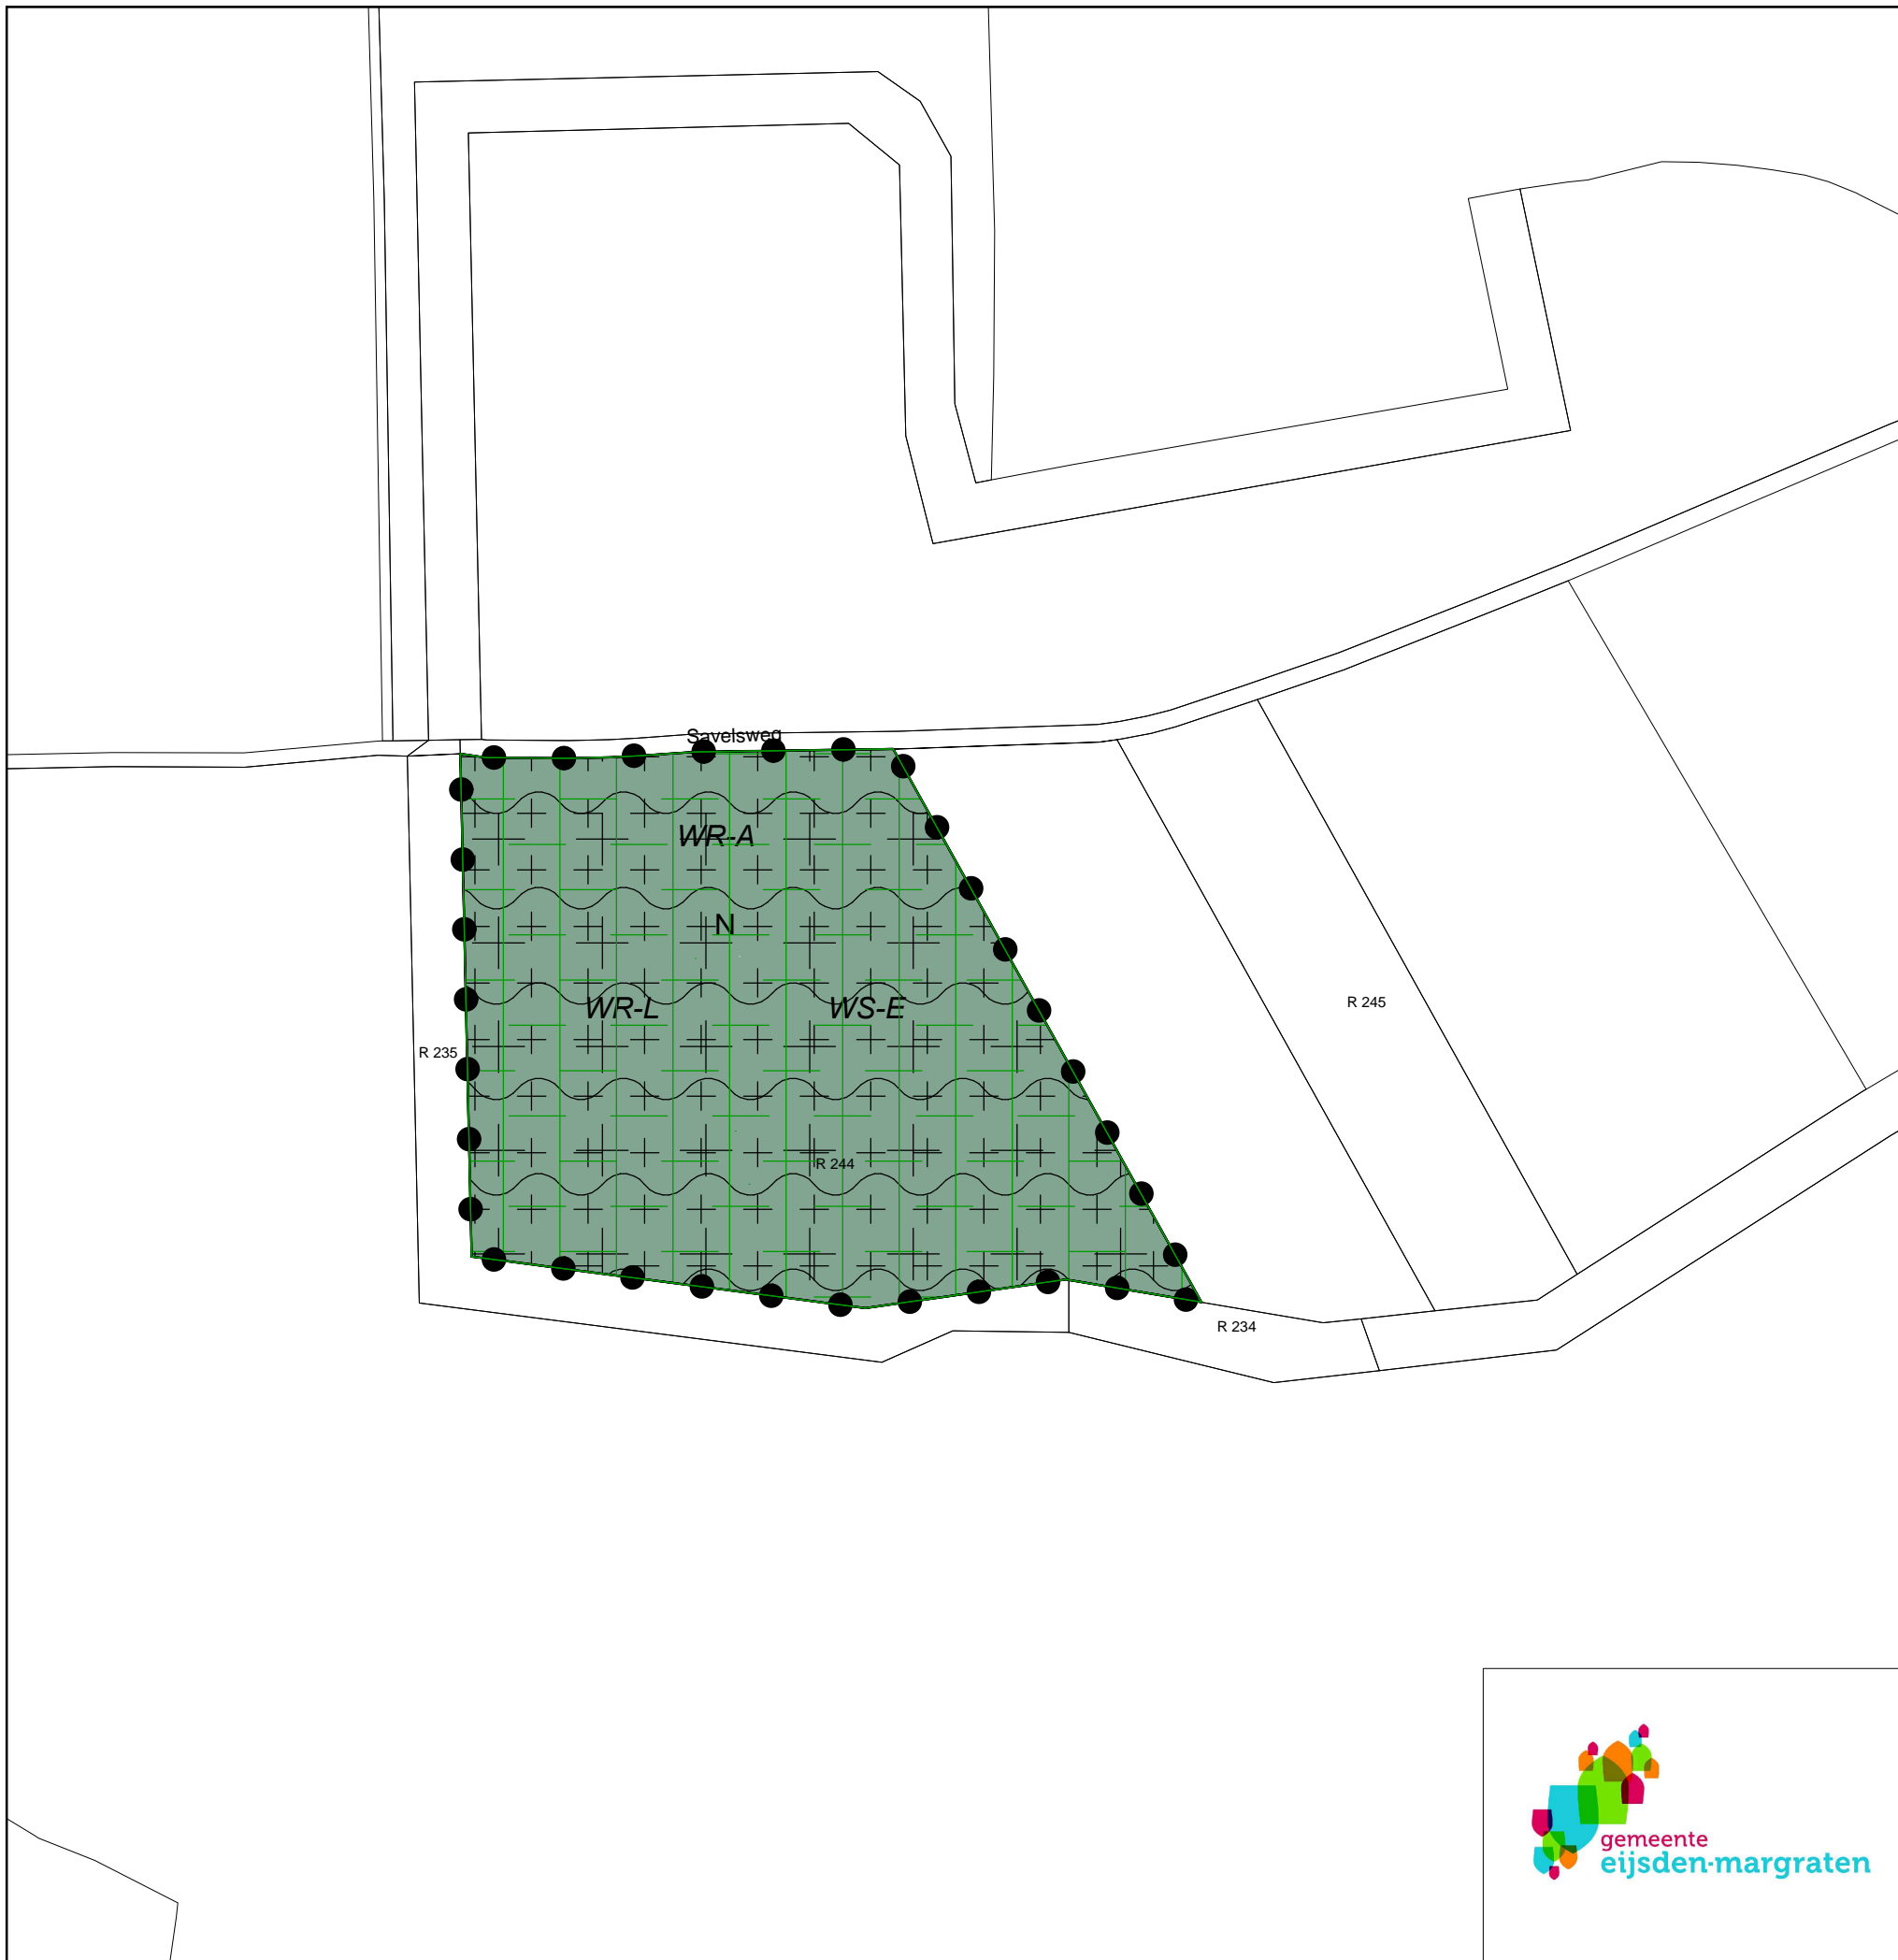 Savelsweg
WR-A
N
WR-L
WS-E
R 245
R 235
R 244
R 234
gemeente
eijsden-margraten